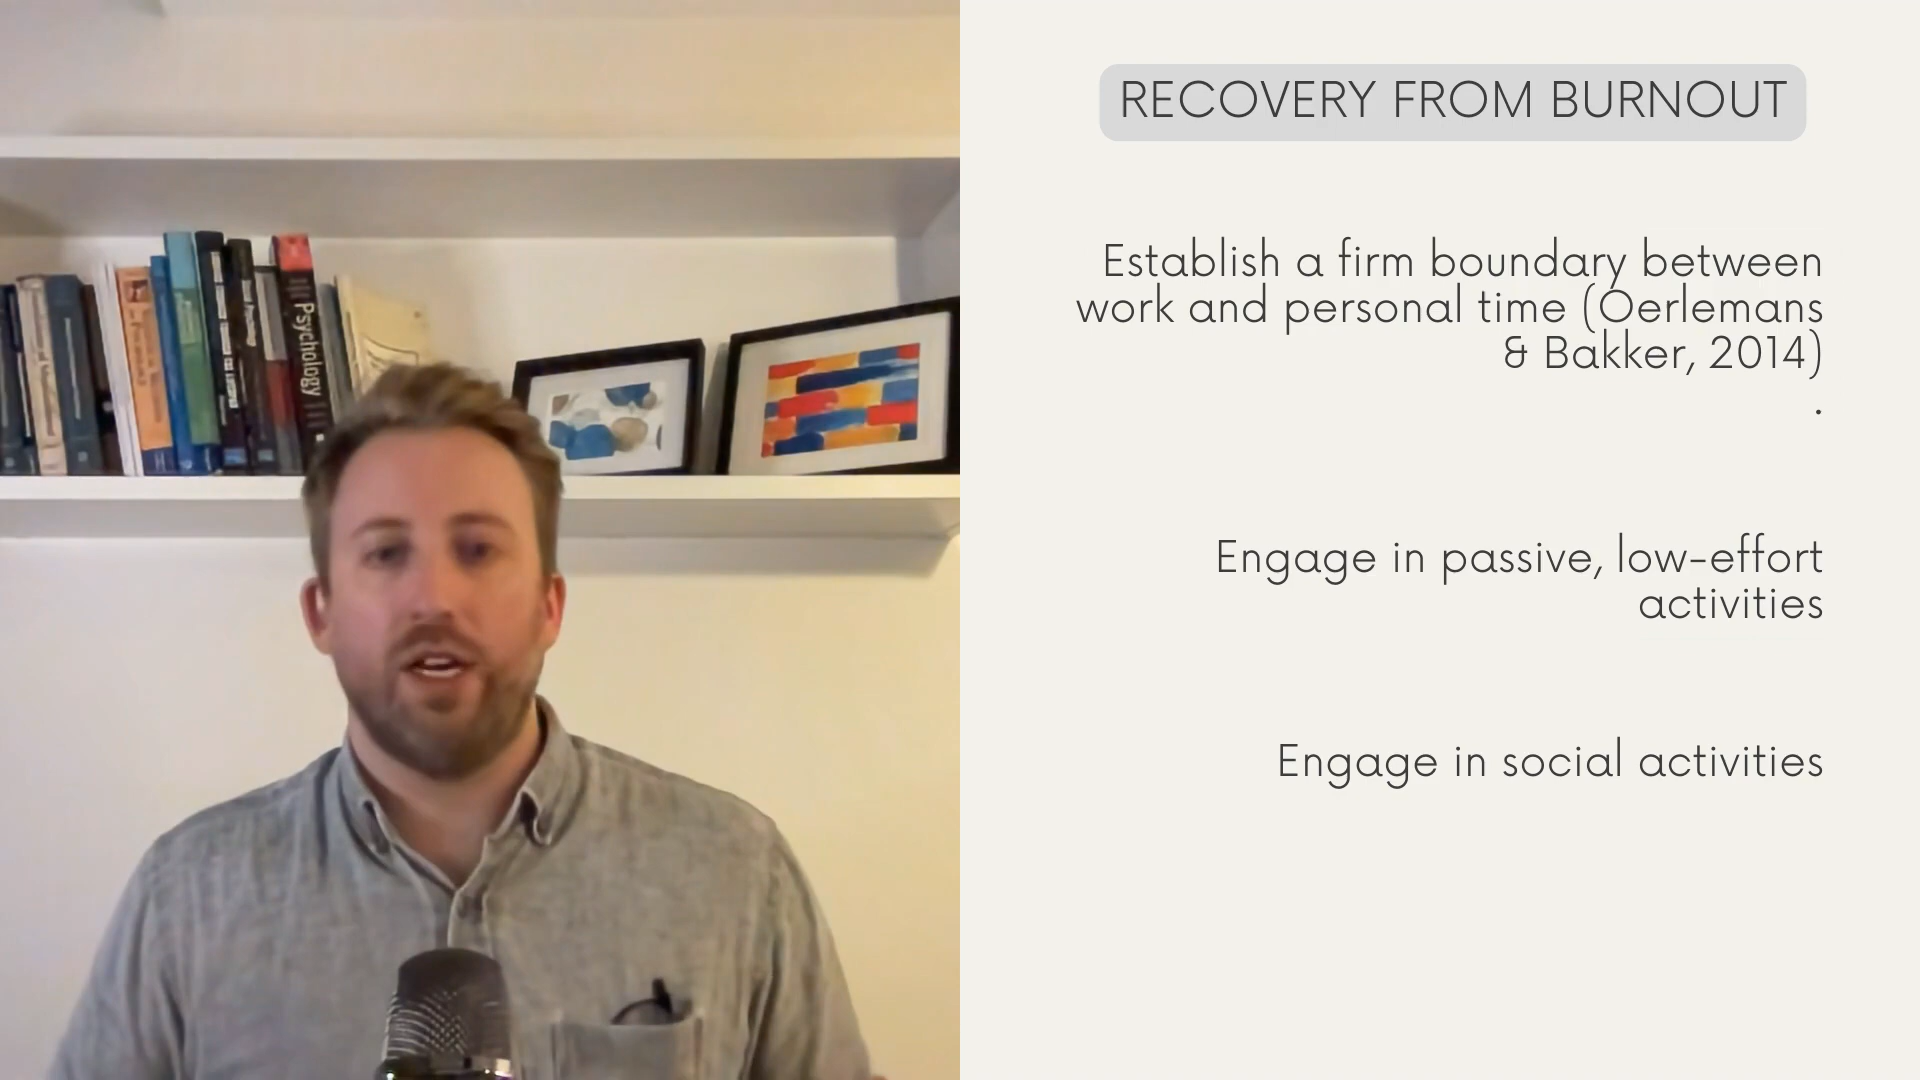 RECOVERY FROM BURNOUT
Establish a firm boundary between
work and personal time (Oerlemans
& Bakker, 2014)
.
Engage in passive, low-effort
activities
Engage in social activities
Psychology